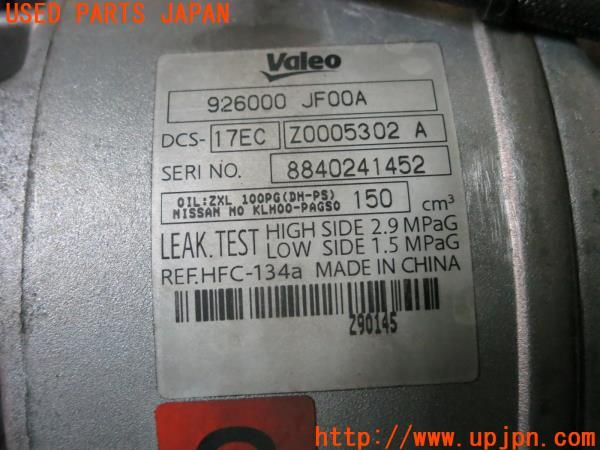 USED PARTS JAPAN
Valeo
926000 JF00A
DCS- 17EC Z0005302 A
SERI NO. 8840241452
OIL:ZXL 100PG(DH-PS)
NISSAN NO KLH00-PAGS0 150 cm³
LEAK.TEST HIGH SIDE 2.9 MPaG
LOW SIDE 1.5 MPaG
REF.HFC-134a MADE IN CHINA
Z90145
http://www.upjpn.com/